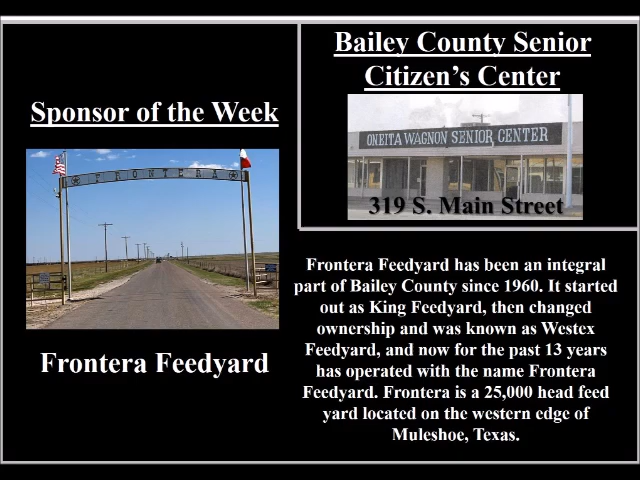 Sponsor of the Week
FRONTERA
Frontera Feedyard
Bailey County Senior
Citizen's Center
ONEITA WAGNON SENIOR CENTER
319 S. Main Street
Frontera Feedyard has been an integral
part of Bailey County since 1960. It started
out as King Feedyard, then changed
ownership and was known as Westex
Feedyard, and now for the past 13 years
has operated with the name Frontera
Feedyard. Frontera is a 25,000 head feed
yard located on the western edge of
Muleshoe, Texas.